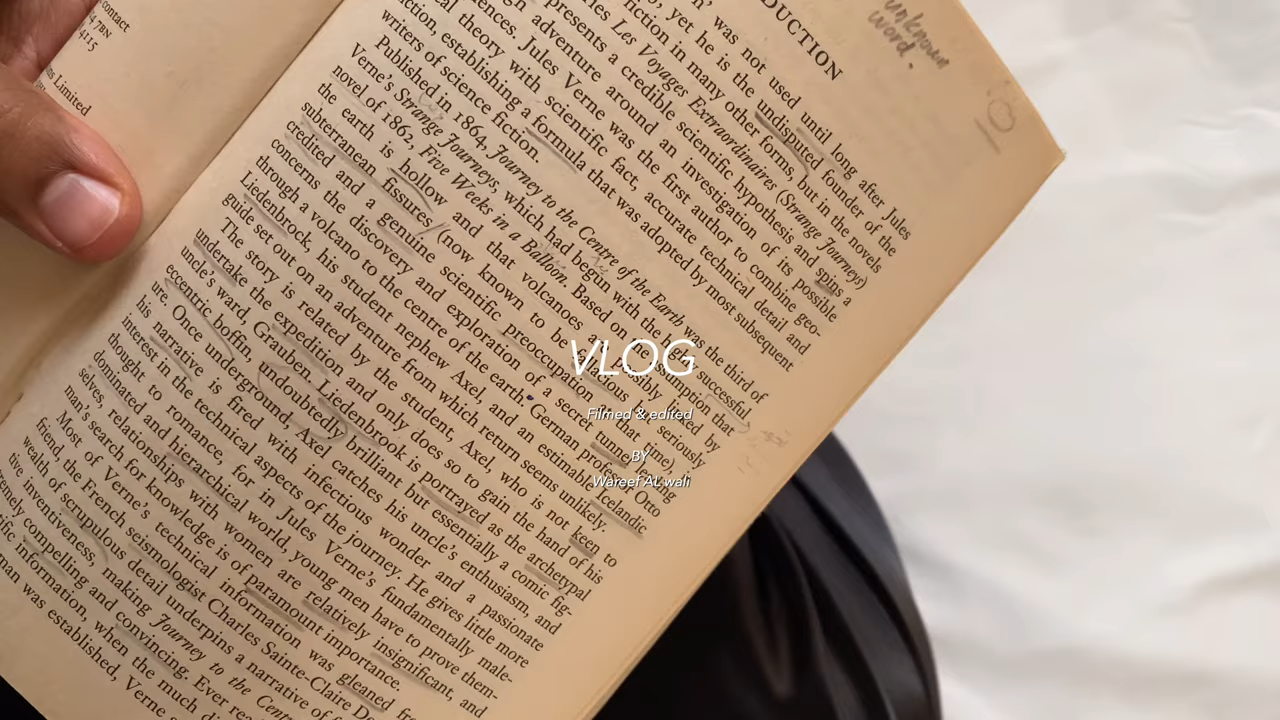 DUCTION
unknown
word.
was not used until long after Jules
yet he is the undisputed founder of the
fiction in many other forms, but in the novels
Les Voyages Extraordinaires (Strange Journeys)
presents a credible scientific hypothesis and spins a
adventure around an investigation of its possible
Jules Verne was the first author to combine geo-
theory with scientific fact, accurate technical detail and
establishing a formula that was adopted by most subsequent
writers of science fiction.
Published in 1864, Journey to the Centre of the Earth was the third of
Verne's Strange Journeys, which had begun with the highly successful
novel of 1862, Five Weeks in a Balloon. Based on the assumption that
the earth is hollow and that volcanoes are possibly linked by
subterranean fissures (now known to be seriously
credited and a genuine scientific preoccupation at that time)
concerns the discovery and exploration of a secret tunnel
through a volcano to the centre of the earth. German professor Otto
Liedenbrock, his student nephew Axel, and an estimable Icelandic
guide set out on an adventure from which return seems unlikely.
The story is related by the student, Axel, who is not keen to
undertake the expedition and only does so to gain the hand of his
uncle's ward, Grauben. Liedenbrock is portrayed as the archetypal
eccentric boffin, undoubtedly brilliant but essentially a comic fig-
ure. Once underground, Axel catches his uncle's enthusiasm, and
his narrative is fired with infectious wonder and a passionate
interest in the technical aspects of the journey. He gives little more
thought to romance, for in Jules Verne's fundamentally male-
dominated and hierarchical world, young men have to prove them-
selves, relationships with women are relatively insignificant, and
man's search for knowledge is of paramount importance.
Most of Verne's technical information was gleaned
friend, the French seismologist Charles Sainte-Claire
wealth of scrupulous detail underpins a narrative of
inventiveness, making Journey to the
compelling and convincing. Ever
information, when the much
was established, Verne
contact
7BN
4115
Limited
VLOG
Filmed & edited
BY
Wareef AL wali